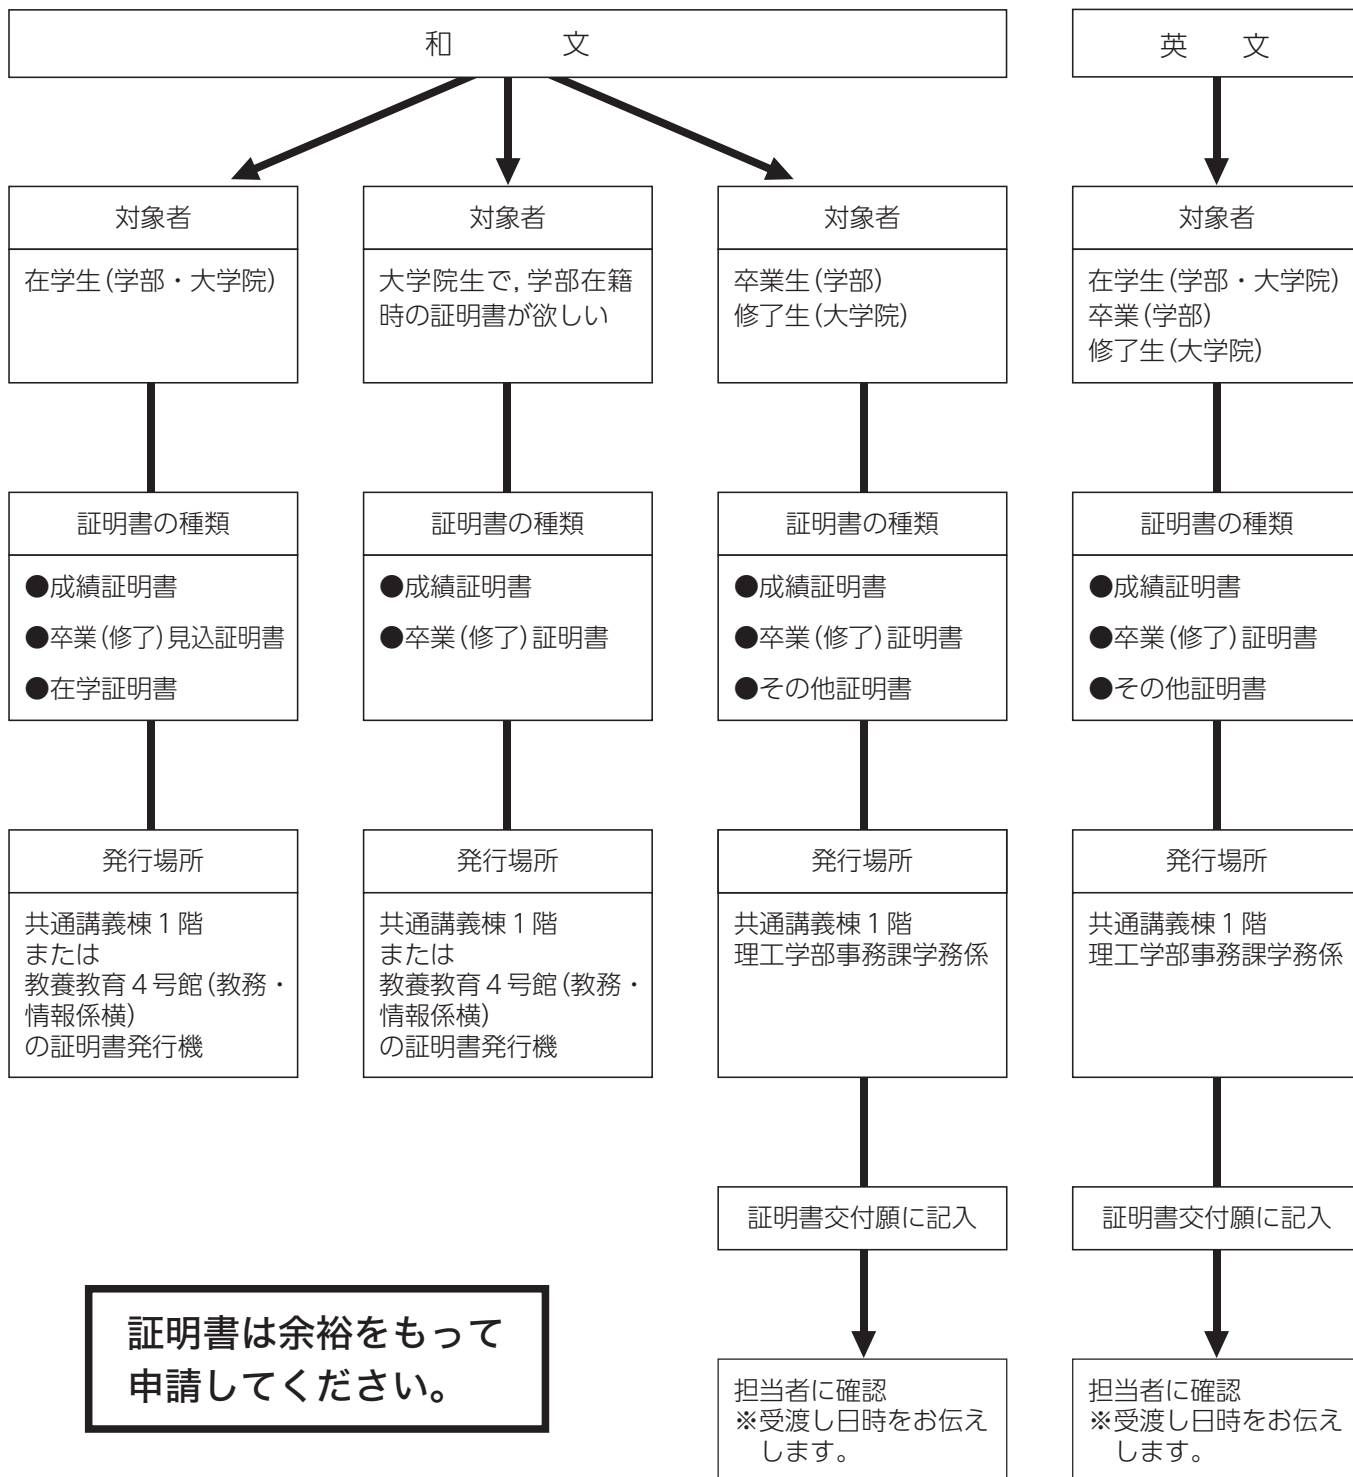 和　文
対象者
在学生(学部・大学院)
証明書の種類
●成績証明書
●卒業(修了)見込証明書
●在学証明書
発行場所
共通講義棟1階
または
教養教育4号館(教務・
情報係横)
の証明書発行機
対象者
大学院生で,学部在籍
時の証明書が欲しい
証明書の種類
●成績証明書
●卒業(修了)証明書
発行場所
共通講義棟1階
または
教養教育4号館(教務・
情報係横)
の証明書発行機
対象者
卒業生(学部)
修了生(大学院)
証明書の種類
●成績証明書
●卒業(修了)証明書
●その他証明書
発行場所
共通講義棟1階
理工学部事務課学務係
証明書交付願に記入
担当者に確認
※受渡し日時をお伝え
します。
英　文
対象者
在学生(学部・大学院)
卒業(学部)
修了生(大学院)
証明書の種類
●成績証明書
●卒業(修了)証明書
●その他証明書
発行場所
共通講義棟1階
理工学部事務課学務係
証明書交付願に記入
担当者に確認
※受渡し日時をお伝え
します。
証明書は余裕をもって
申請してください。